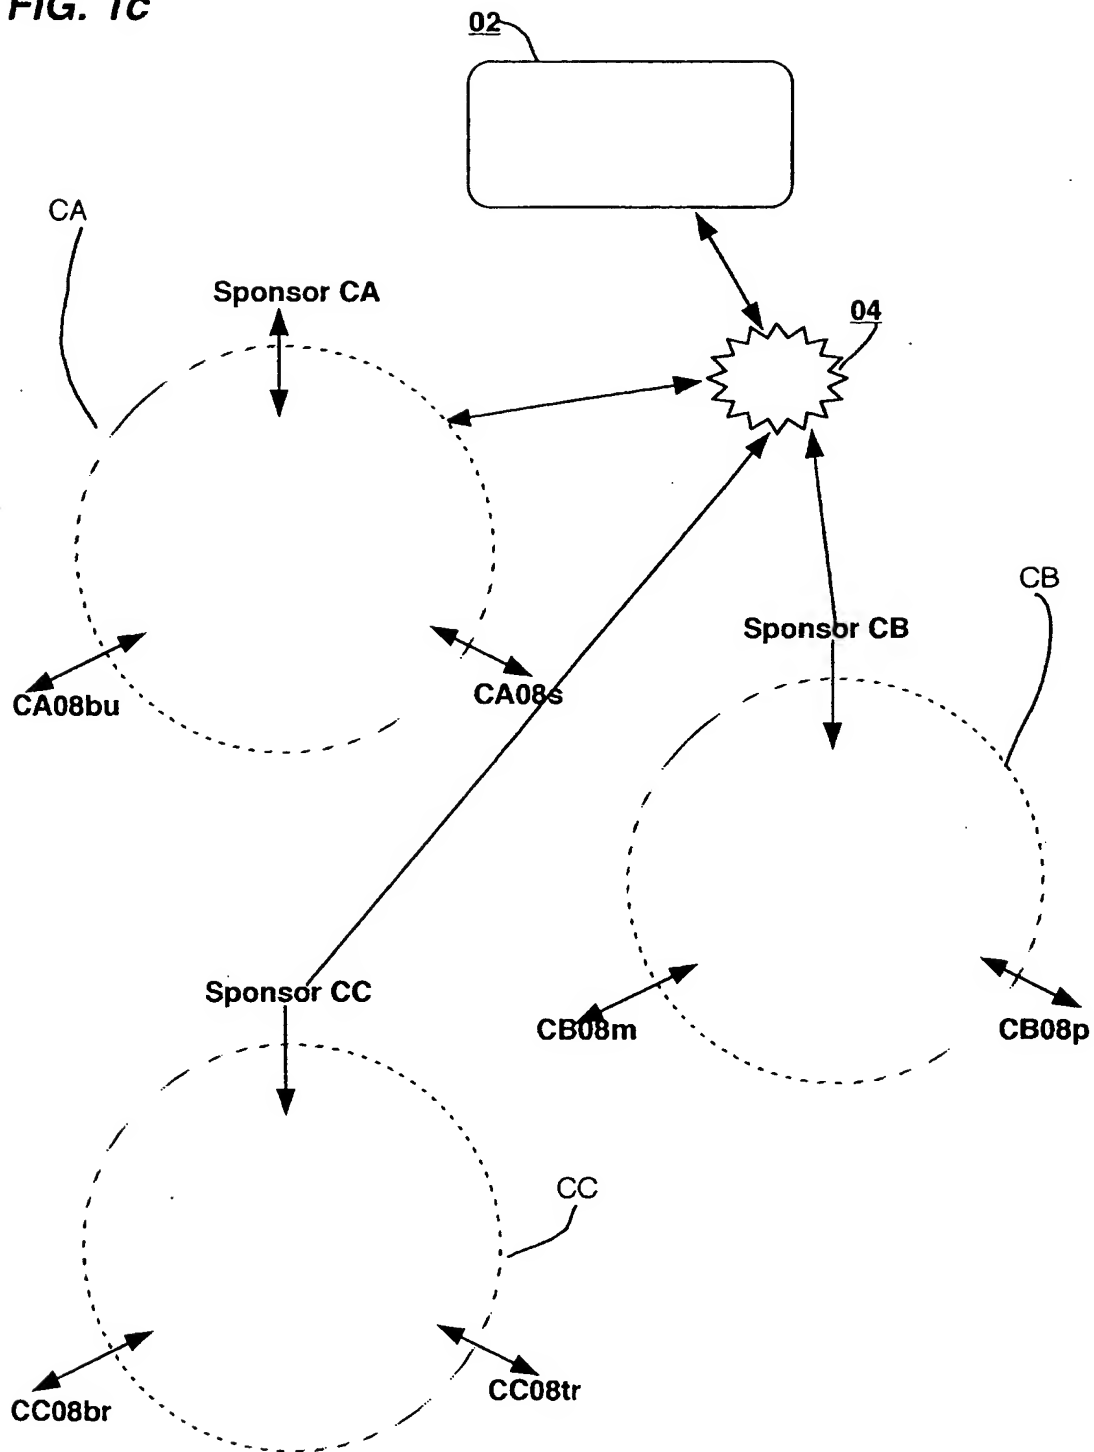 FIG. 1c
02
CA
Sponsor CA
04
CB
Sponsor CB
CA08bu
CA08s
Sponsor CC
CB08m
CB08p
CC
CC08tr
CC08br